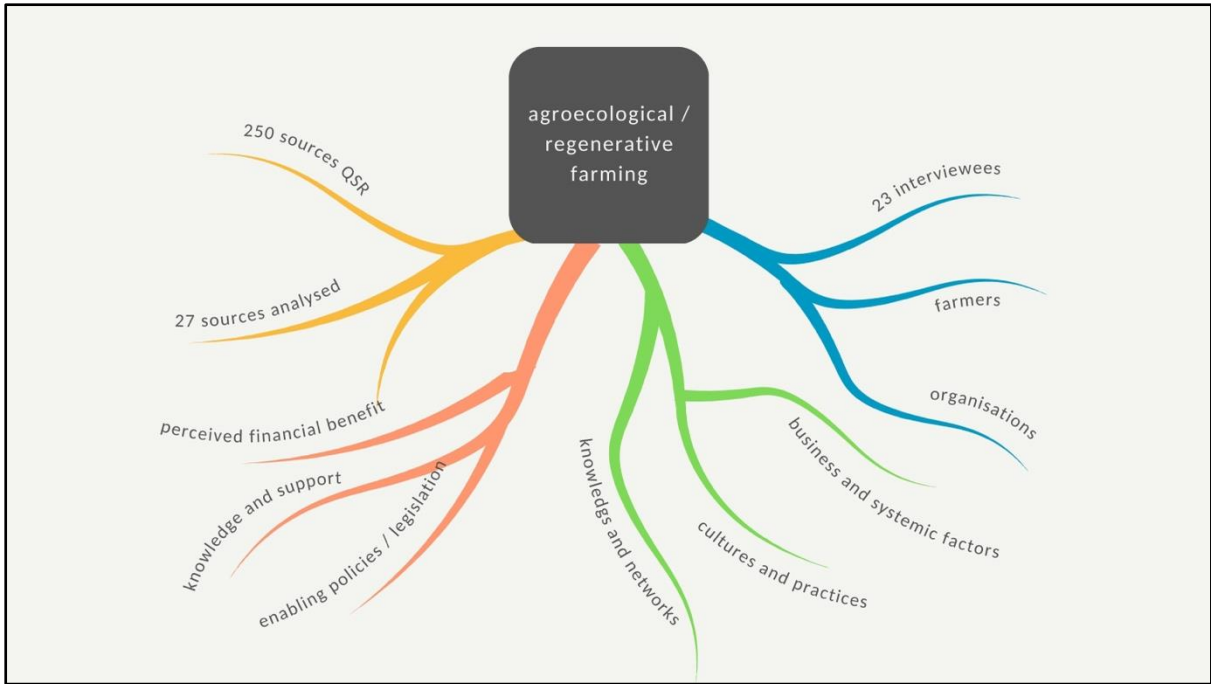 agroecological /
regenerative
farming
250 sources QSR
27 sources analysed
perceived financial benefit
knowledge and support
enabling policies / legislation
knowledgs and networks
cultures and practices
business and systemic factors
23 interviewees
farmers
organisations